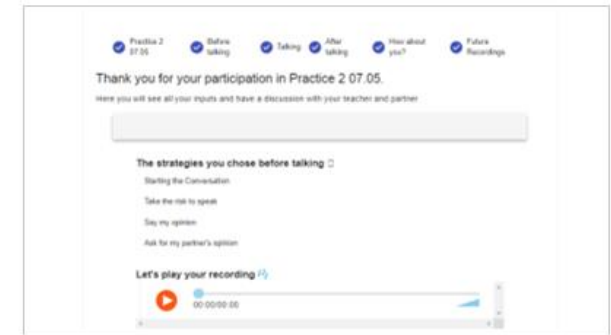 Practice 2 07.05
Before talking
Talking
After talking
How about you?
Future Recordings
Thank you for your participation in Practice 2 07.05.
Here you will see all your inputs and have a discussion with your teacher and partner
The strategies you chose before talking
Starting the Conversation
Take the risk to speak
Say my opinion
Ask for my partner's opinion
Let's play your recording
00:00/00:00